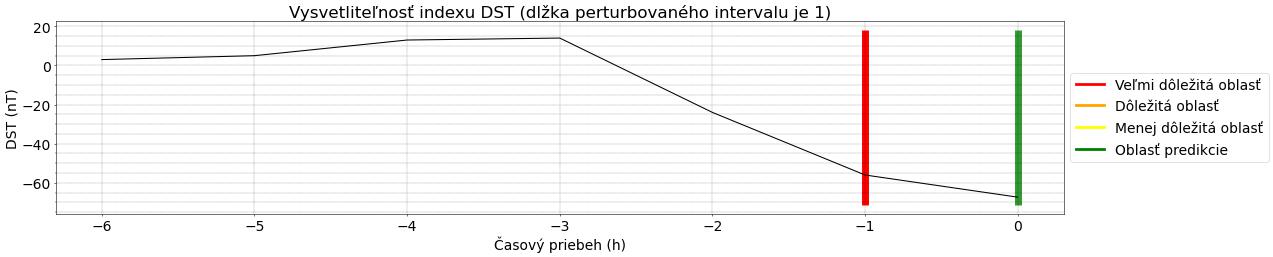 Vysvetliteľnosť indexu DST (dĺžka perturbovaného intervalu je 1)
DST (nT)
20
0
−20
−40
−60
−6 −5 −4 −3 −2 −1 0
Časový priebeh (h)
Veľmi dôležitá oblasť
Dôležitá oblasť
Menej dôležitá oblasť
Oblasť predikcie